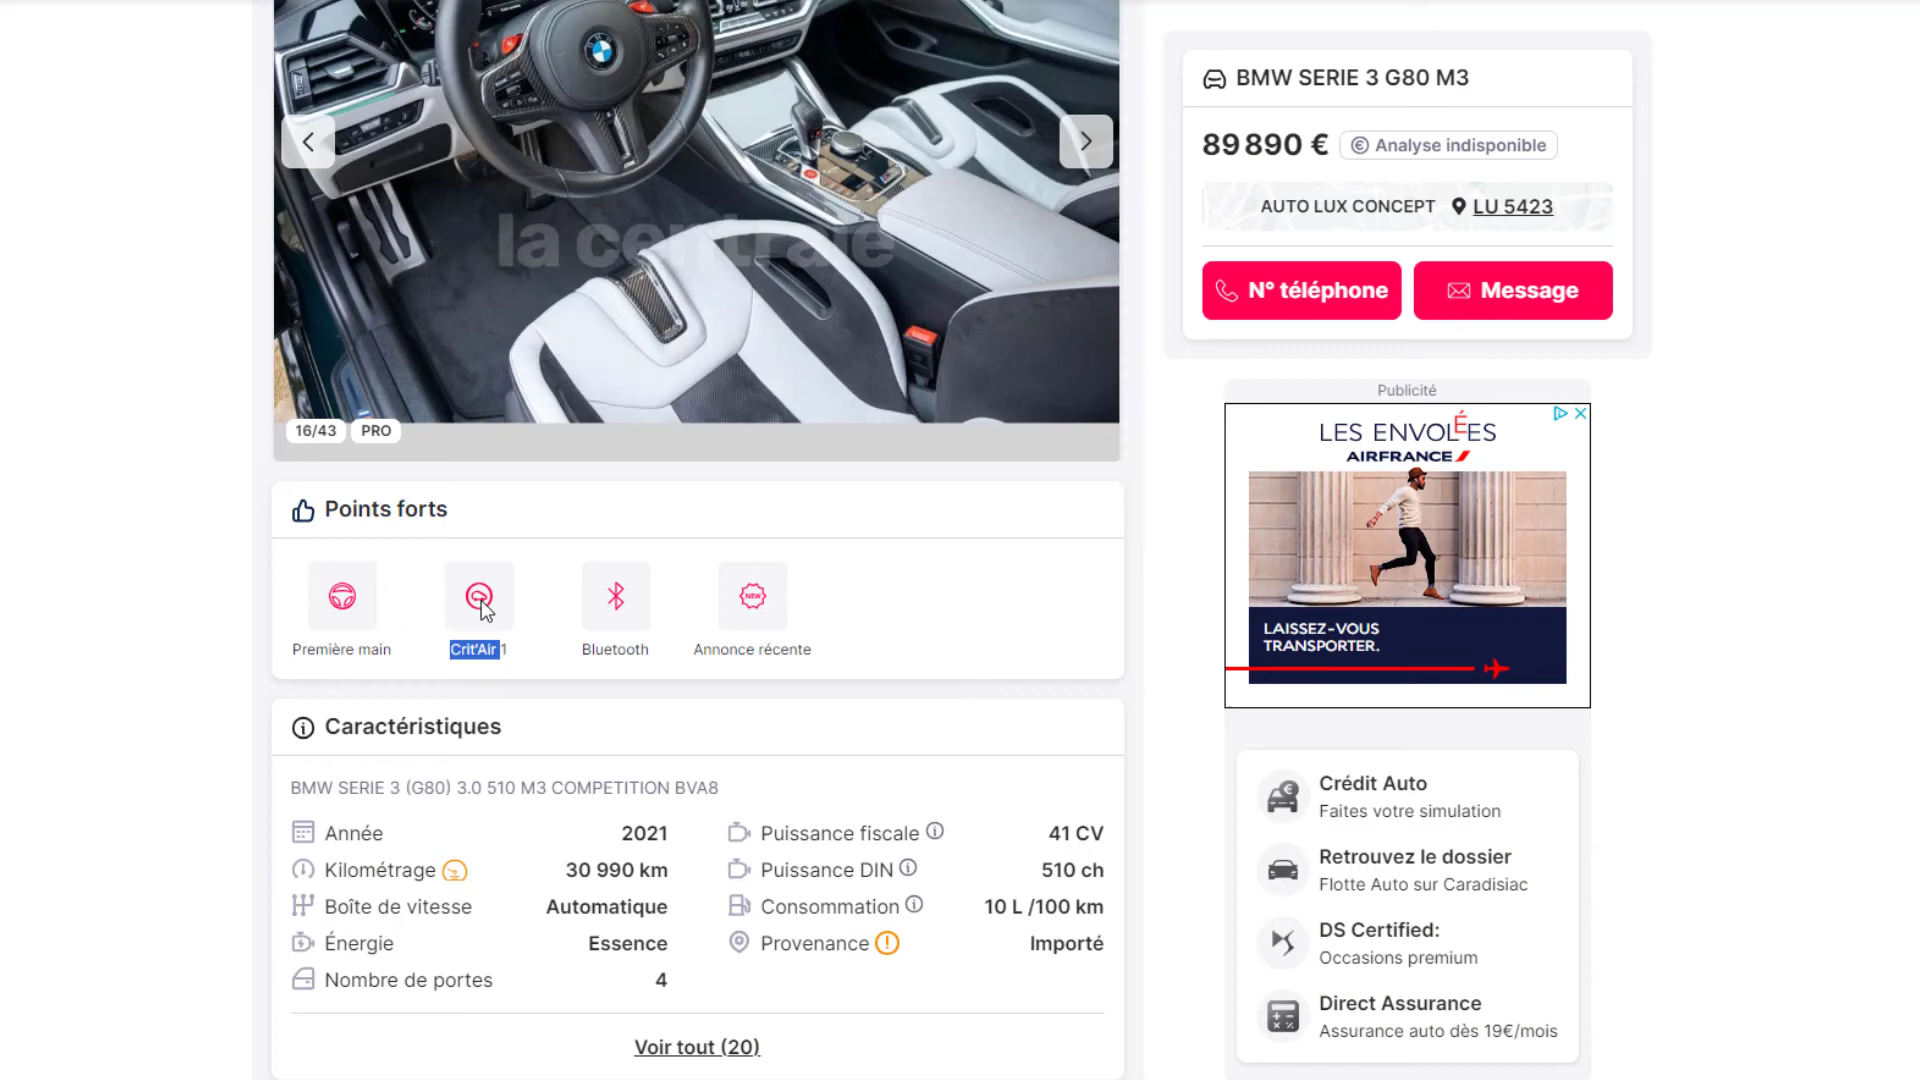 la centrale
16/43
PRO
Points forts
Première main
Crit'Air 1
Bluetooth
NEW
Annonce récente
Caractéristiques
BMW SERIE 3 (G80) 3.0 510 M3 COMPETITION BVA8
Année 2021
Kilométrage 30 990 km
Boîte de vitesse Automatique
Énergie Essence
Nombre de portes 4
Puissance fiscale 41 CV
Puissance DIN 510 ch
Consommation 10 L /100 km
Provenance Importé
Voir tout (20)
BMW SERIE 3 G80 M3
89 890 € Analyse indisponible
AUTO LUX CONCEPT LU 5423
N° téléphone
Message
Publicité
LES ENVOLÉES
AIRFRANCE
LAISSEZ-VOUS
TRANSPORTER.
Crédit Auto
Faites votre simulation
Retrouvez le dossier
Flotte Auto sur Caradisiac
DS Certified:
Occasions premium
Direct Assurance
Assurance auto dès 19€/mois